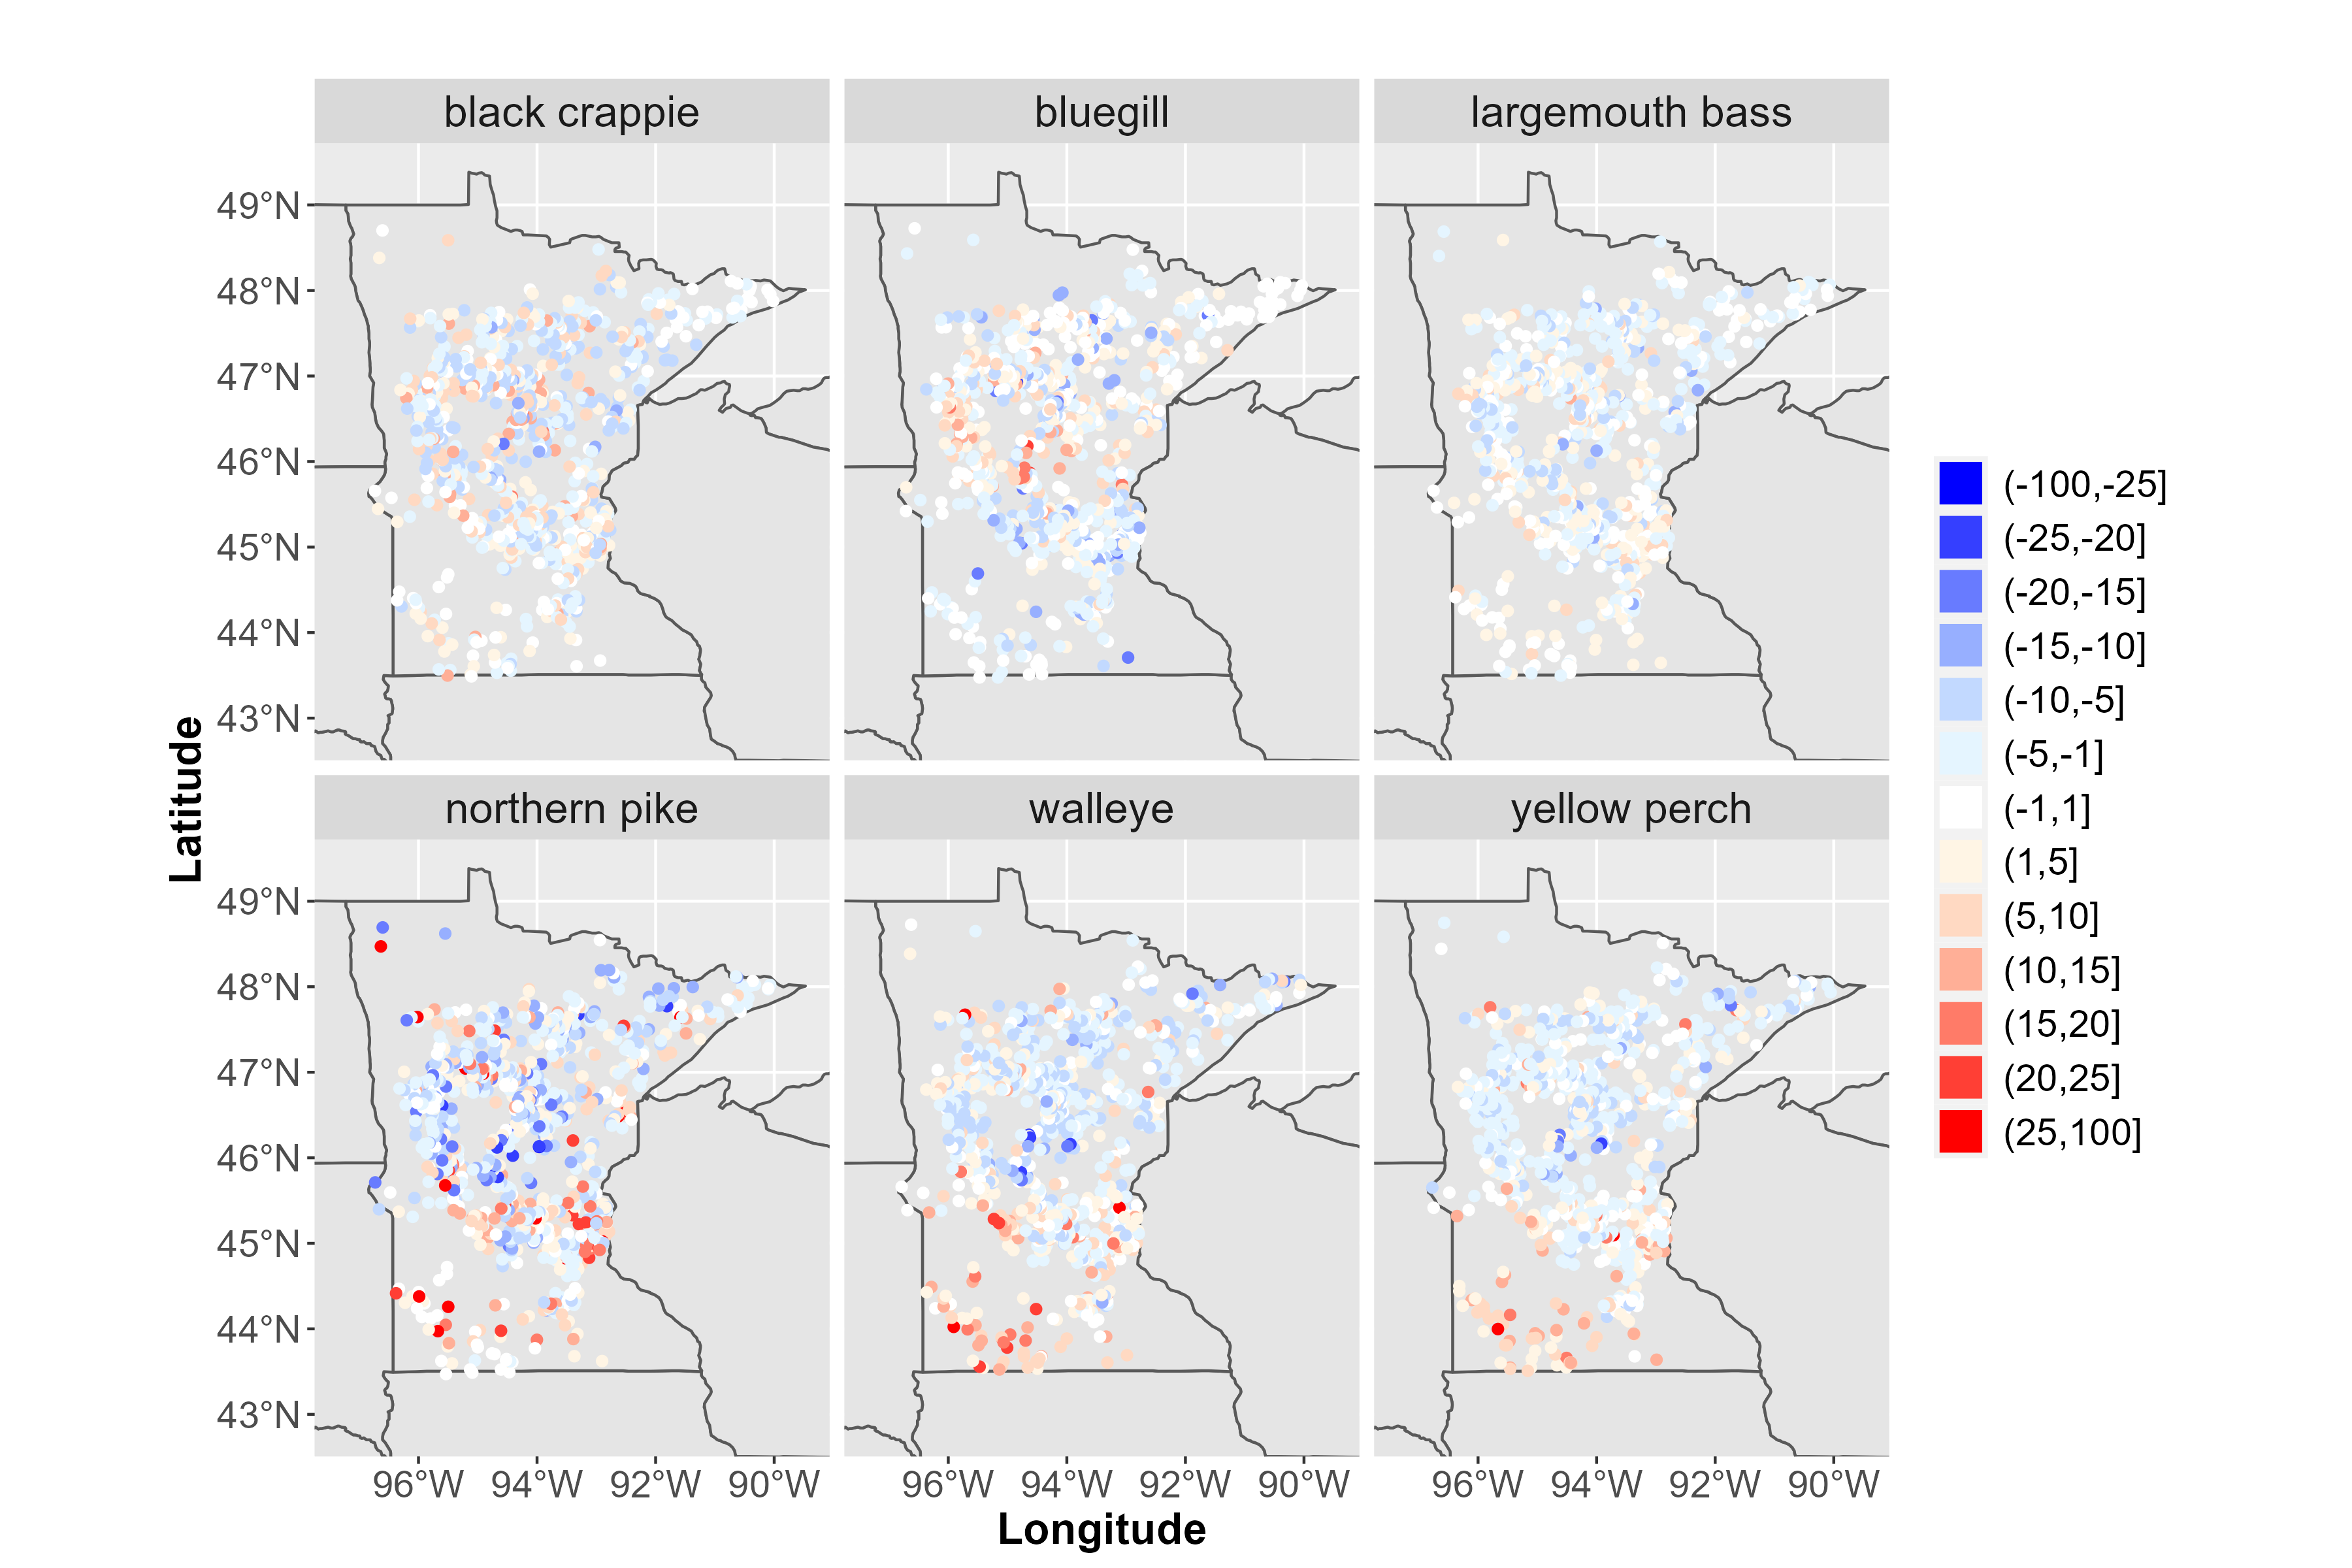 black crappie
bluegill
largemouth bass
49°N
48°N
47°N
46°N
45°N
44°N
43°N
northern pike
walleye
yellow perch
49°N
48°N
47°N
46°N
45°N
44°N
43°N
96°W 94°W 92°W 90°W
96°W 94°W 92°W 90°W
96°W 94°W 92°W 90°W
Longitude
Latitude
(-100,-25]
(-25,-20]
(-20,-15]
(-15,-10]
(-10,-5]
(-5,-1]
(-1,1]
(1,5]
(5,10]
(10,15]
(15,20]
(20,25]
(25,100]